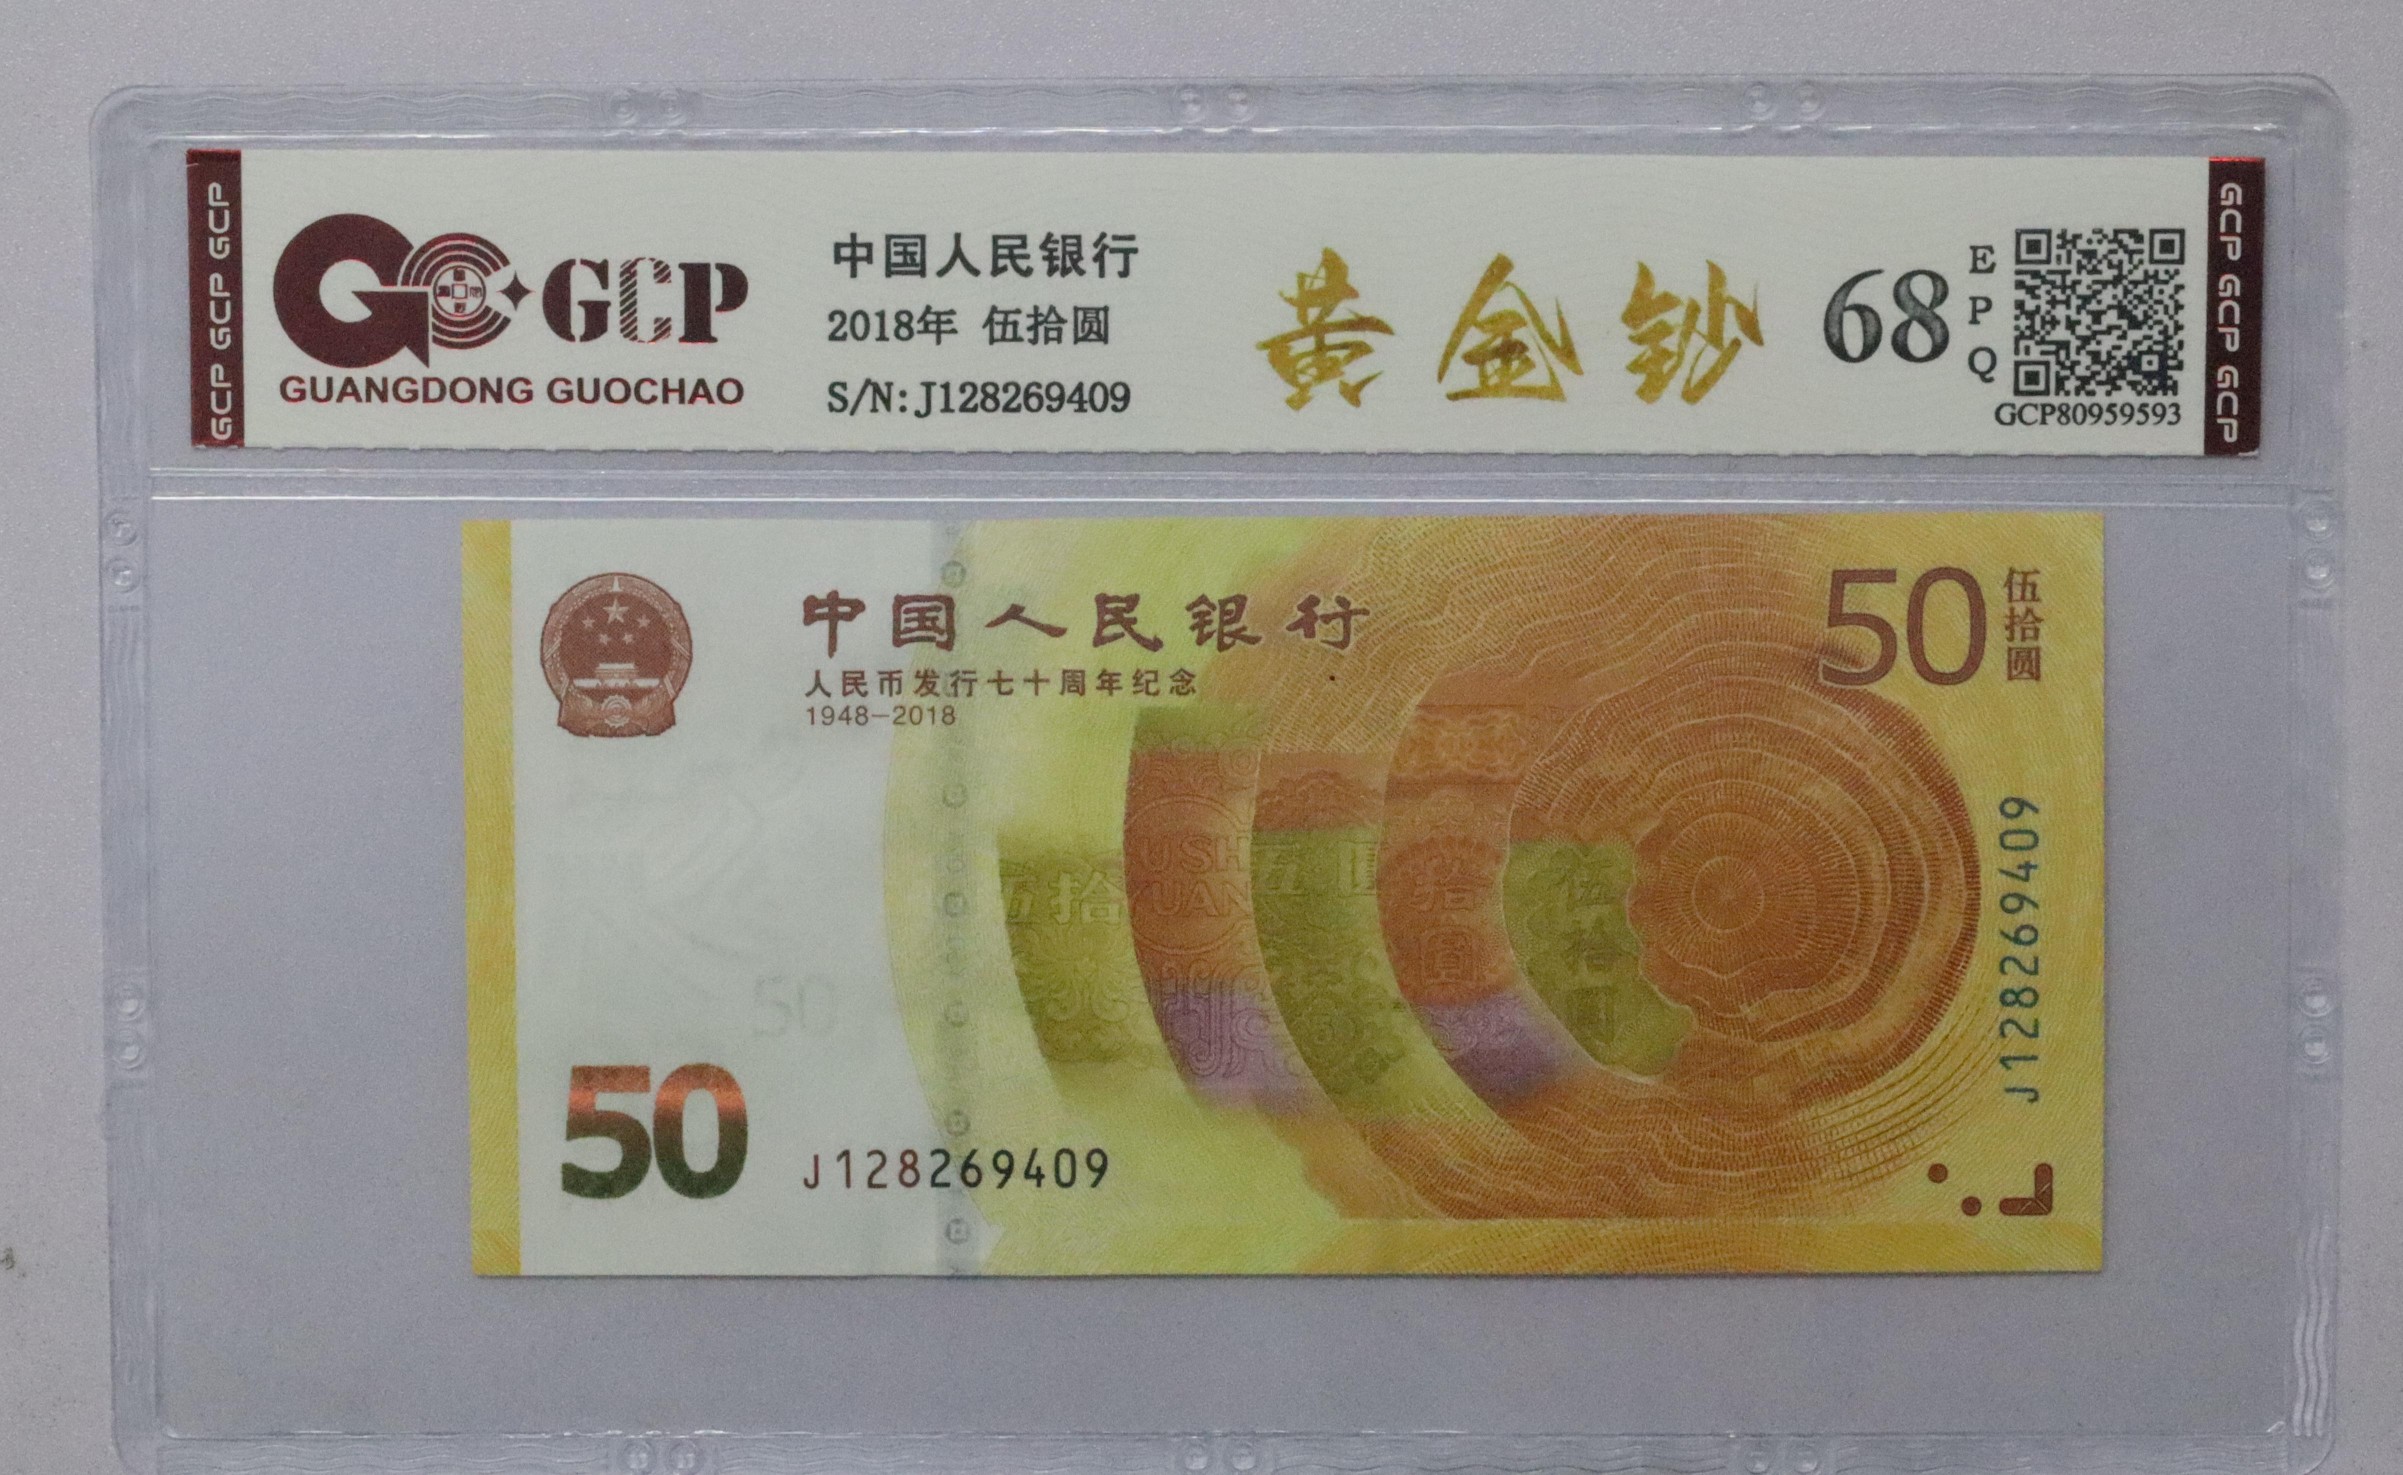 GCP GCP GCP
GCP
GUANGDONG GUOCHAO
中国人民银行
2018年 伍拾圆
S/N:J128269409
黄金钞
68
EPQ
GCP80959593
GCP GCP GCP
中国人民银行
人民币发行七十周年纪念
1948-2018
50
伍拾圆
50
50
J128269409
J128269409